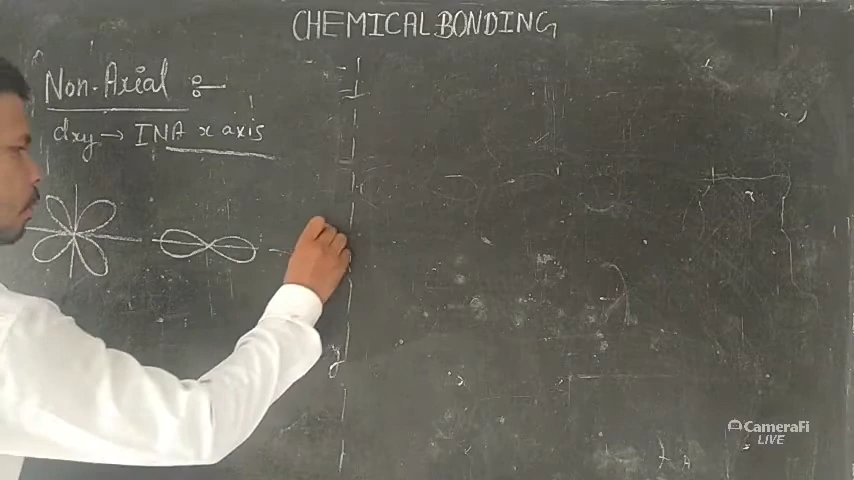 CHEMICAL BONDING
Non-Axial :-
dxy → INA x axis
CameraFi
LIVE